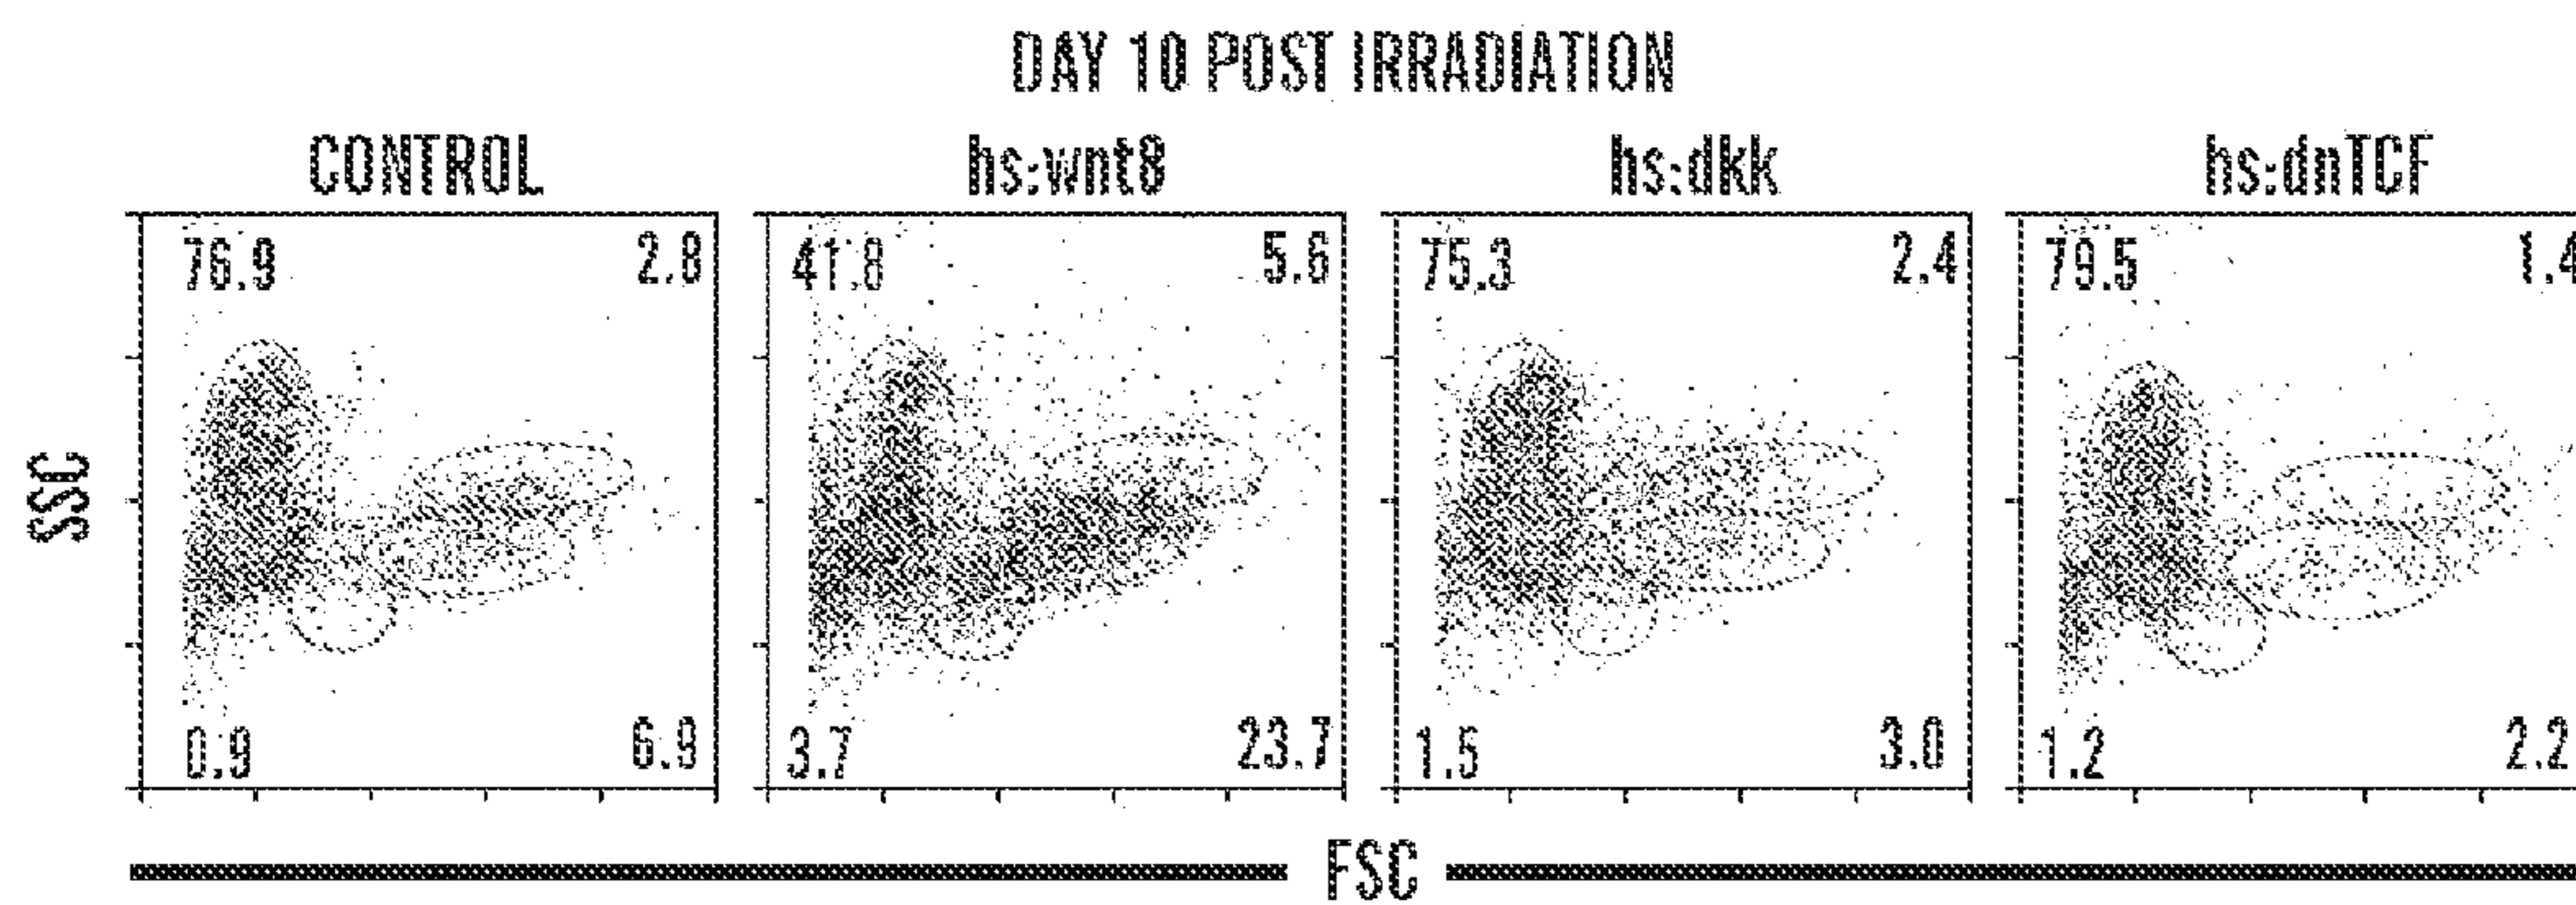 DAY 10 POST IRRADIATION
CONTROL hs:wnt8 hs:dkk hs:dnTCF
76.9 2.8 41.8 5.6 75.3 2.4 79.5 1.4
SSC
0.9 6.9 3.7 23.7 1.5 3.0 1.2 2.2
FSC